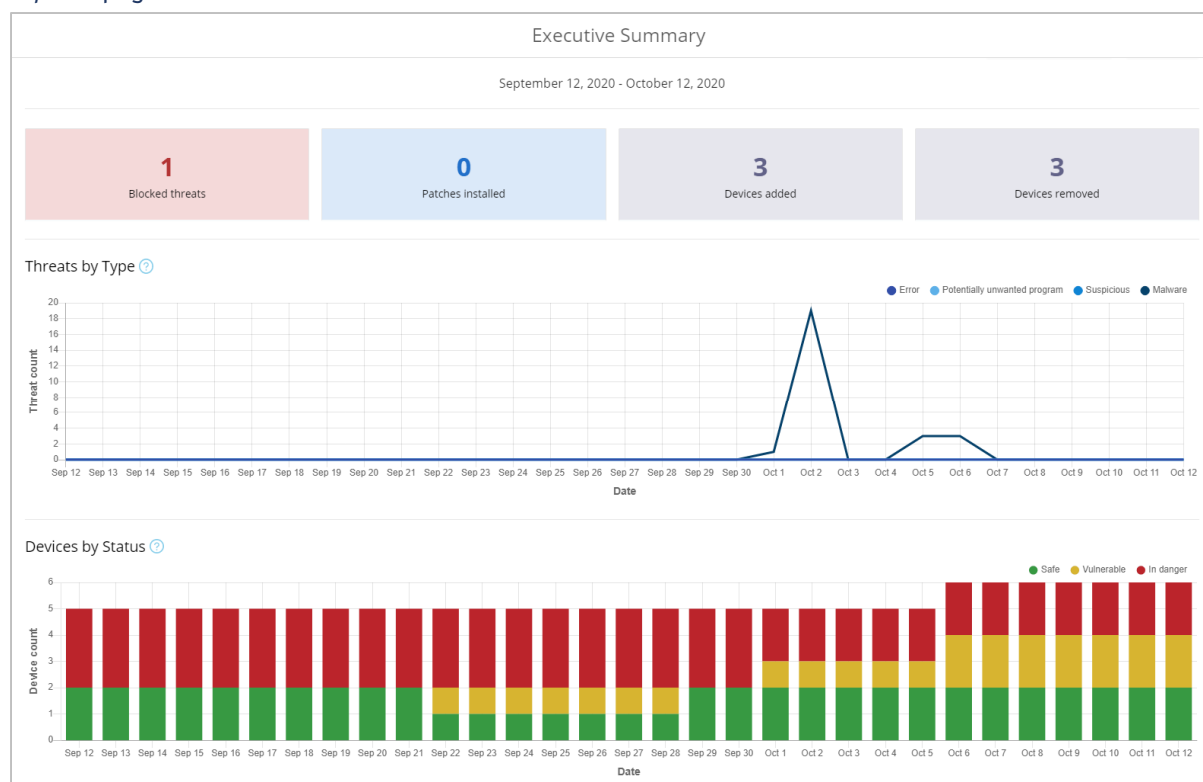 Executive Summary
September 12, 2020 - October 12, 2020
1
Blocked threats
0
Patches installed
3
Devices added
3
Devices removed
Threats by Type ?
Error Potentially unwanted program Suspicious Malware
20
18
16
14
12
10
8
6
4
2
0
Threat count
Sep 12 Sep 13 Sep 14 Sep 15 Sep 16 Sep 17 Sep 18 Sep 19 Sep 20 Sep 21 Sep 22 Sep 23 Sep 24 Sep 25 Sep 26 Sep 27 Sep 28 Sep 29 Sep 30 Oct 1 Oct 2 Oct 3 Oct 4 Oct 5 Oct 6 Oct 7 Oct 8 Oct 9 Oct 10 Oct 11 Oct 12
Date
Devices by Status ?
Safe Vulnerable In danger
6
5
4
3
2
1
0
Device count
Sep 12 Sep 13 Sep 14 Sep 15 Sep 16 Sep 17 Sep 18 Sep 19 Sep 20 Sep 21 Sep 22 Sep 23 Sep 24 Sep 25 Sep 26 Sep 27 Sep 28 Sep 29 Sep 30 Oct 1 Oct 2 Oct 3 Oct 4 Oct 5 Oct 6 Oct 7 Oct 8 Oct 9 Oct 10 Oct 11 Oct 12
Date